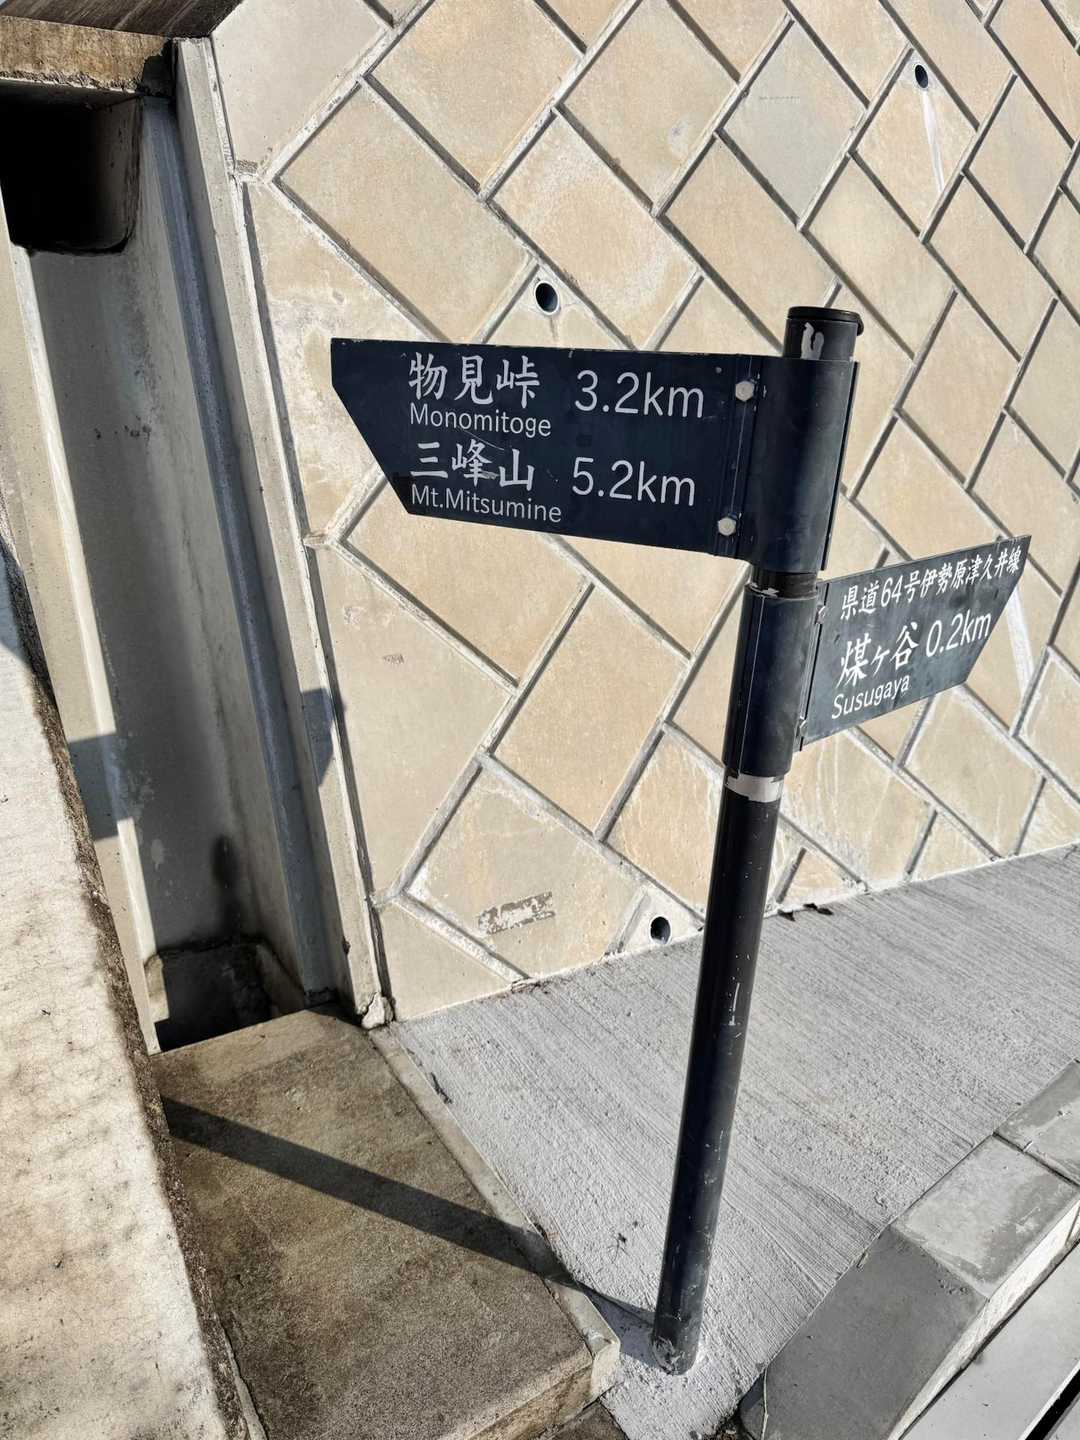 物見峠 3.2km
Monomitoge
三峰山 5.2km
Mt.Mitsumine
県道64号伊勢原津久井線
煤ヶ谷 0.2km
Susugaya